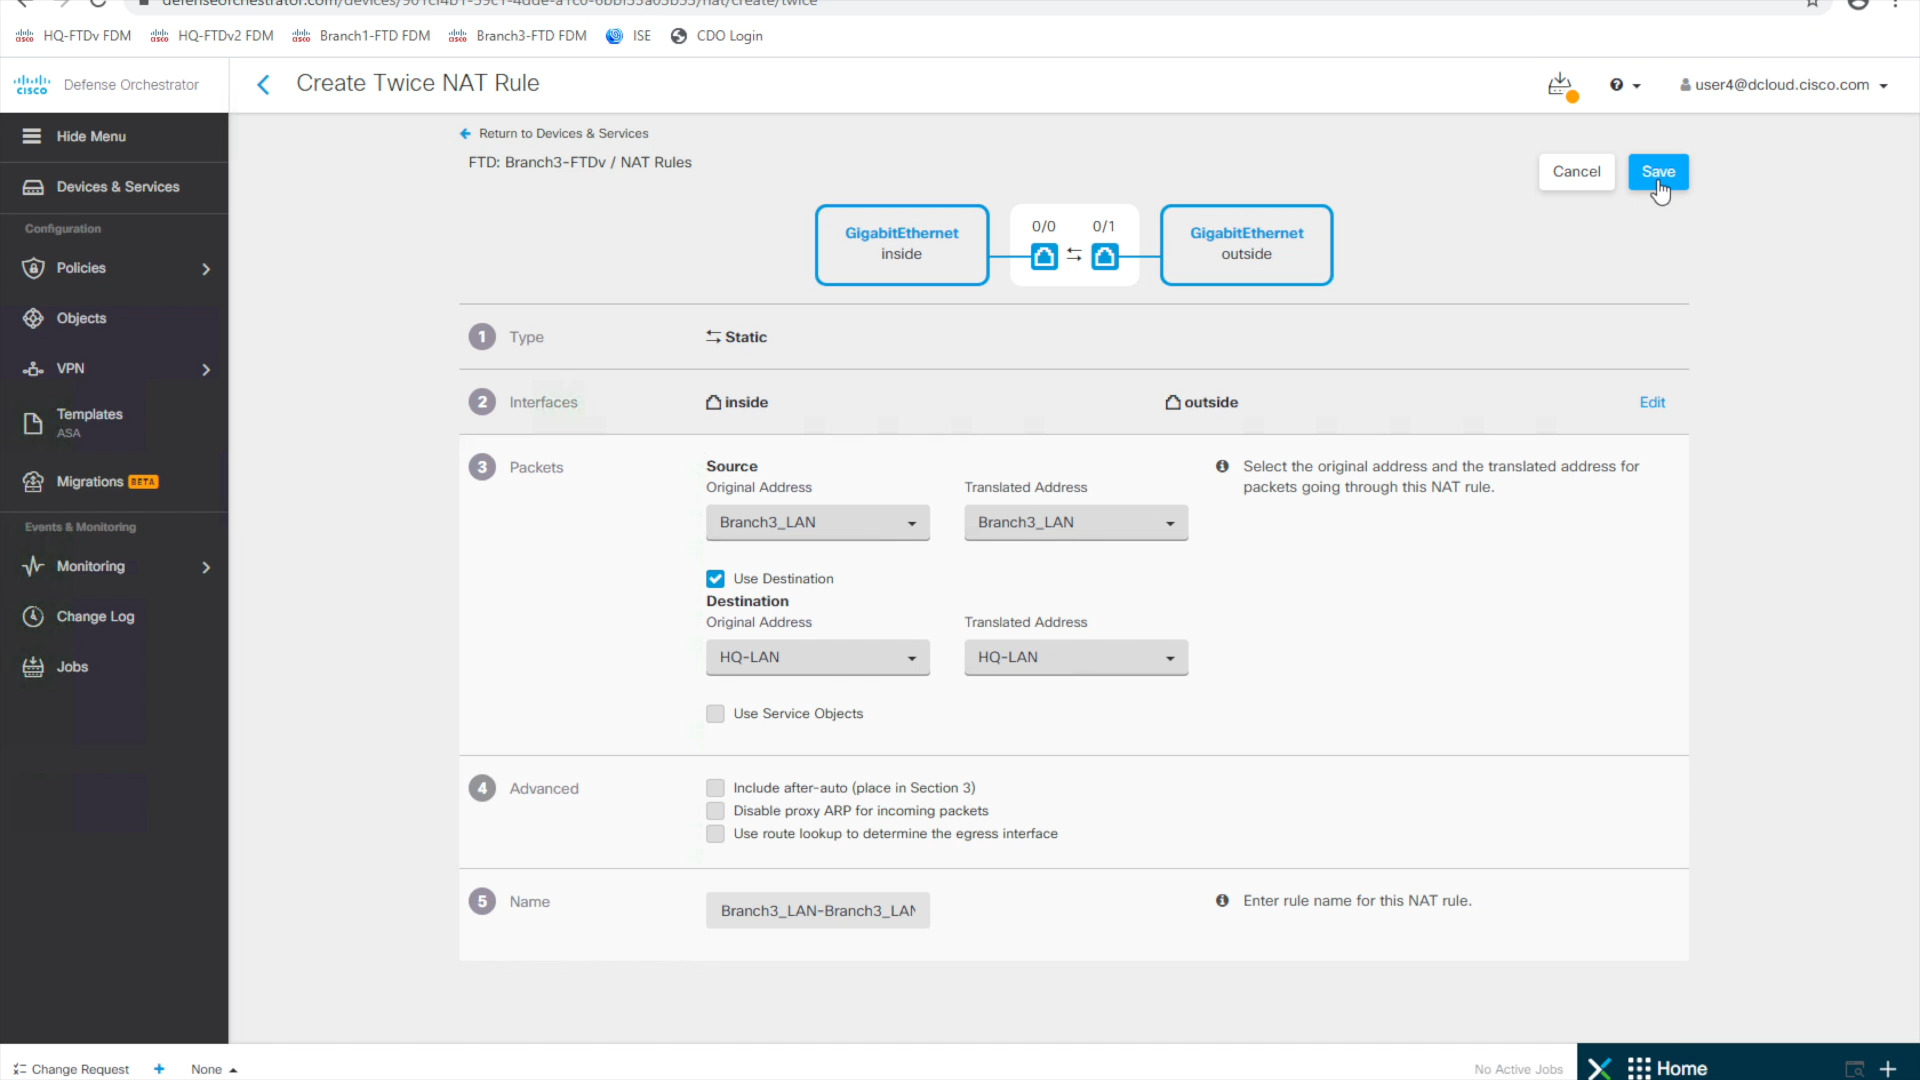 HQ-FTDv FDM HQ-FTDv2 FDM Branch1-FTD FDM Branch3-FTD FDM ISE CDO Login
cisco Defense Orchestrator
Create Twice NAT Rule
user4@dcloud.cisco.com
Hide Menu
Devices & Services
Configuration
Policies
Objects
VPN
Templates
ASA
Migrations BETA
Events & Monitoring
Monitoring
Change Log
Jobs
Return to Devices & Services
FTD: Branch3-FTDv / NAT Rules
Cancel Save
GigabitEthernet
inside
0/0 0/1
GigabitEthernet
outside
1 Type Static
2 Interfaces inside outside Edit
3 Packets
Source
Original Address Translated Address
Branch3_LAN Branch3_LAN
Select the original address and the translated address for
packets going through this NAT rule.
Use Destination
Destination
Original Address Translated Address
HQ-LAN HQ-LAN
Use Service Objects
4 Advanced
Include after-auto (place in Section 3)
Disable proxy ARP for incoming packets
Use route lookup to determine the egress interface
5 Name
Branch3_LAN-Branch3_LAN
Enter rule name for this NAT rule.
Change Request + None
No Active Jobs
Home